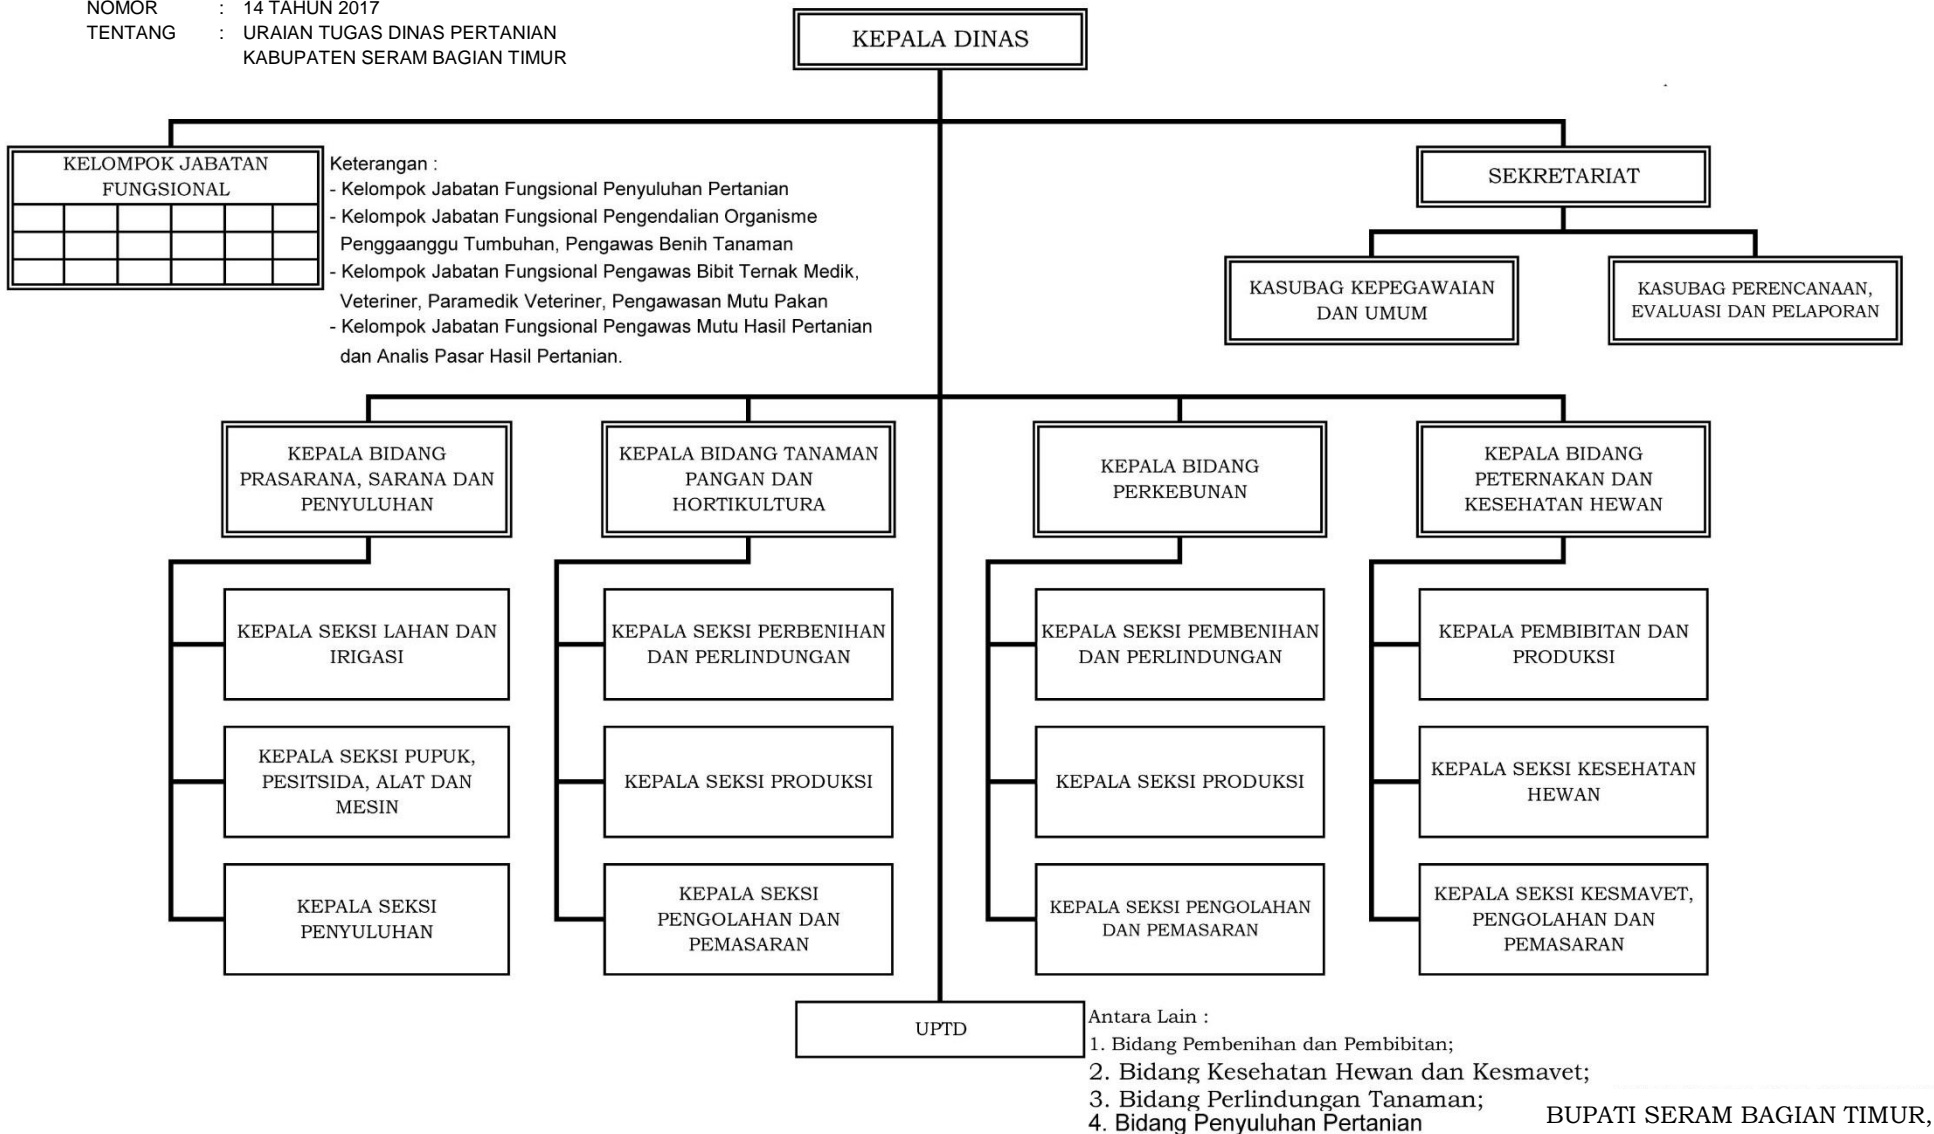 NOMOR : 14 TAHUN 2017
TENTANG : URAIAN TUGAS DINAS PERTANIAN
KABUPATEN SERAM BAGIAN TIMUR
KEPALA DINAS
KELOMPOK JABATAN
FUNGSIONAL
Keterangan :
- Kelompok Jabatan Fungsional Penyuluhan Pertanian
- Kelompok Jabatan Fungsional Pengendalian Organisme
Penggaanggu Tumbuhan, Pengawas Benih Tanaman
- Kelompok Jabatan Fungsional Pengawas Bibit Ternak Medik,
Veteriner, Paramedik Veteriner, Pengawasan Mutu Pakan
- Kelompok Jabatan Fungsional Pengawas Mutu Hasil Pertanian
dan Analis Pasar Hasil Pertanian.
SEKRETARIAT
KASUBAG KEPEGAWAIAN
DAN UMUM
KASUBAG PERENCANAAN,
EVALUASI DAN PELAPORAN
KEPALA BIDANG
PRASARANA, SARANA DAN
PENYULUHAN
KEPALA BIDANG TANAMAN
PANGAN DAN
HORTIKULTURA
KEPALA BIDANG
PERKEBUNAN
KEPALA BIDANG
PETERNAKAN DAN
KESEHATAN HEWAN
KEPALA SEKSI LAHAN DAN
IRIGASI
KEPALA SEKSI PERBENIHAN
DAN PERLINDUNGAN
KEPALA SEKSI PEMBENIHAN
DAN PERLINDUNGAN
KEPALA PEMBIBITAN DAN
PRODUKSI
KEPALA SEKSI PUPUK,
PESITSIDA, ALAT DAN
MESIN
KEPALA SEKSI PRODUKSI
KEPALA SEKSI PRODUKSI
KEPALA SEKSI KESEHATAN
HEWAN
KEPALA SEKSI
PENYULUHAN
KEPALA SEKSI
PENGOLAHAN DAN
PEMASARAN
KEPALA SEKSI PENGOLAHAN
DAN PEMASARAN
KEPALA SEKSI KESMAVET,
PENGOLAHAN DAN
PEMASARAN
UPTD
Antara Lain :
1. Bidang Pembenihan dan Pembibitan;
2. Bidang Kesehatan Hewan dan Kesmavet;
3. Bidang Perlindungan Tanaman;
4. Bidang Penyuluhan Pertanian
BUPATI SERAM BAGIAN TIMUR,